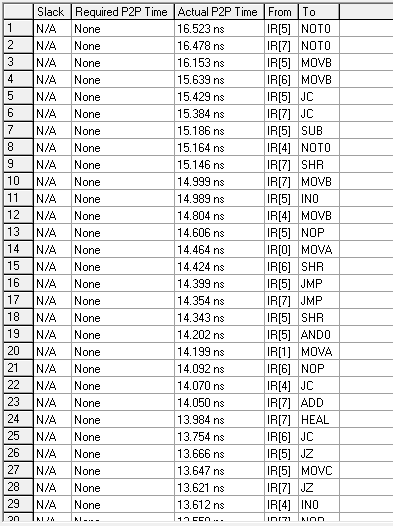 Slack Required P2P Time Actual P2P Time From To
1 N/A None 16.523 ns IR[5] NOT0
2 N/A None 16.478 ns IR[7] NOT0
3 N/A None 16.153 ns IR[5] MOVB
4 N/A None 15.639 ns IR[6] MOVB
5 N/A None 15.429 ns IR[5] JC
6 N/A None 15.384 ns IR[7] JC
7 N/A None 15.186 ns IR[5] SUB
8 N/A None 15.164 ns IR[4] NOT0
9 N/A None 15.146 ns IR[7] SHR
10 N/A None 14.999 ns IR[7] MOVB
11 N/A None 14.989 ns IR[5] IN0
12 N/A None 14.804 ns IR[4] MOVB
13 N/A None 14.606 ns IR[5] NOP
14 N/A None 14.464 ns IR[0] MOVA
15 N/A None 14.424 ns IR[6] SHR
16 N/A None 14.399 ns IR[5] JMP
17 N/A None 14.354 ns IR[7] JMP
18 N/A None 14.343 ns IR[5] SHR
19 N/A None 14.202 ns IR[5] AND0
20 N/A None 14.199 ns IR[1] MOVA
21 N/A None 14.092 ns IR[6] NOP
22 N/A None 14.070 ns IR[4] JC
23 N/A None 14.050 ns IR[7] ADD
24 N/A None 13.984 ns IR[7] HEAL
25 N/A None 13.754 ns IR[6] JC
26 N/A None 13.666 ns IR[5] JZ
27 N/A None 13.647 ns IR[5] MOVC
28 N/A None 13.621 ns IR[7] JZ
29 N/A None 13.612 ns IR[4] IN0